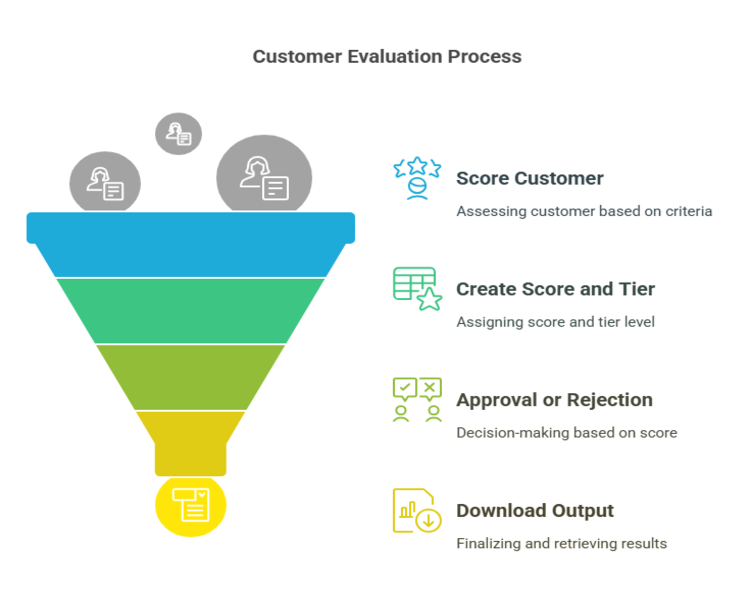 Customer Evaluation Process
Score Customer
Assessing customer based on criteria
Create Score and Tier
Assigning score and tier level
Approval or Rejection
Decision-making based on score
Download Output
Finalizing and retrieving results